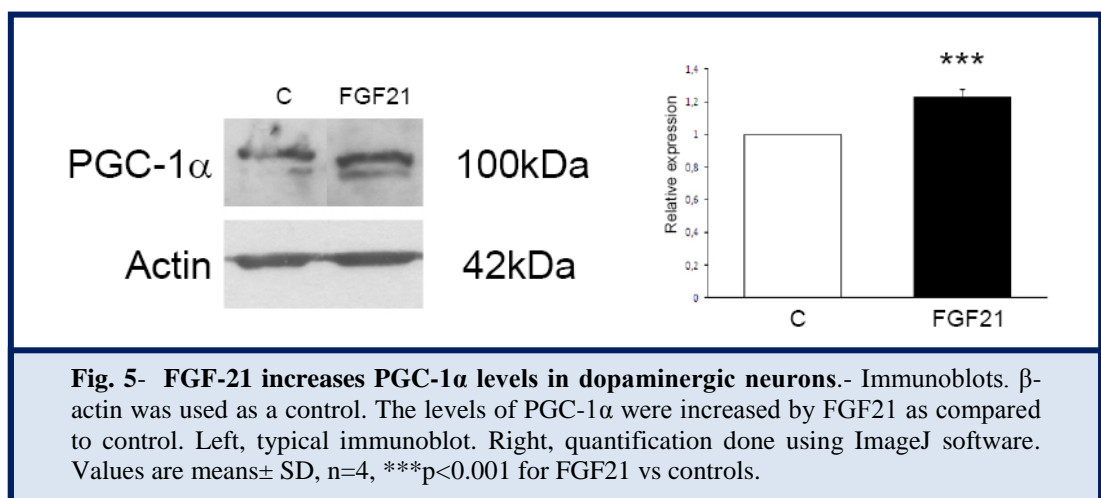 C FGF21
PGC-1α 100kDa
Actin 42kDa
***
1,4
1,2
1
0,8
0,6
0,4
0,2
0
Relative expression
C FGF21
Fig. 5- FGF-21 increases PGC-1α levels in dopaminergic neurons.- Immunoblots. β-
actin was used as a control. The levels of PGC-1α were increased by FGF21 as compared
to control. Left, typical immunoblot. Right, quantification done using ImageJ software.
Values are means± SD, n=4, ***p<0.001 for FGF21 vs controls.